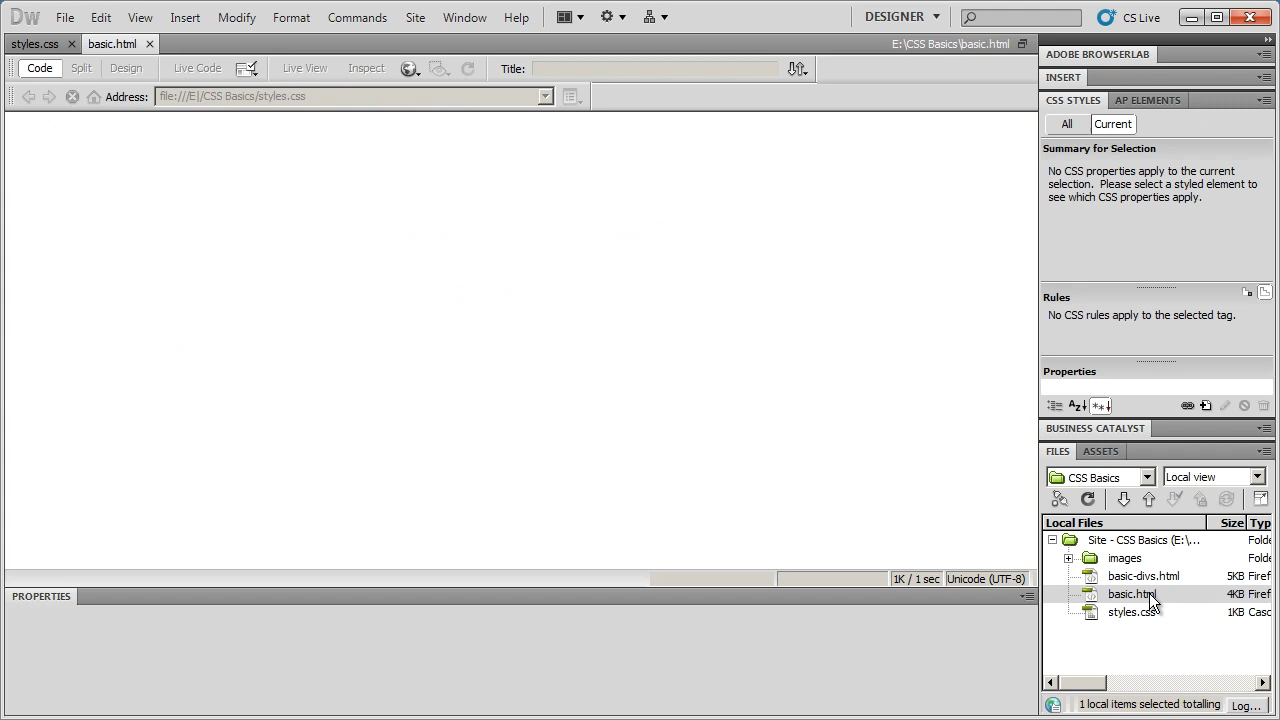 Dw File Edit View Insert Modify Format Commands Site Window Help DESIGNER CS Live
styles.css basic.html E:\CSS Basics\basic.html
Code Split Design Live Code Live View Inspect Title:
Address: file:///E|/CSS Basics/styles.css
ADOBE BROWSERLAB
INSERT
CSS STYLES AP ELEMENTS
All Current
Summary for Selection
No CSS properties apply to the current
selection. Please select a styled element to
see which CSS properties apply.
Rules
No CSS rules apply to the selected tag.
Properties
BUSINESS CATALYST
FILES ASSETS
CSS Basics Local view
Local Files Size Typ
Site - CSS Basics (E:\... Folde
images Folde
basic-divs.html 5KB Firef
basic.html 4KB Firef
styles.css 1KB Casc
1K / 1 sec Unicode (UTF-8)
PROPERTIES
1 local items selected totalling Log...